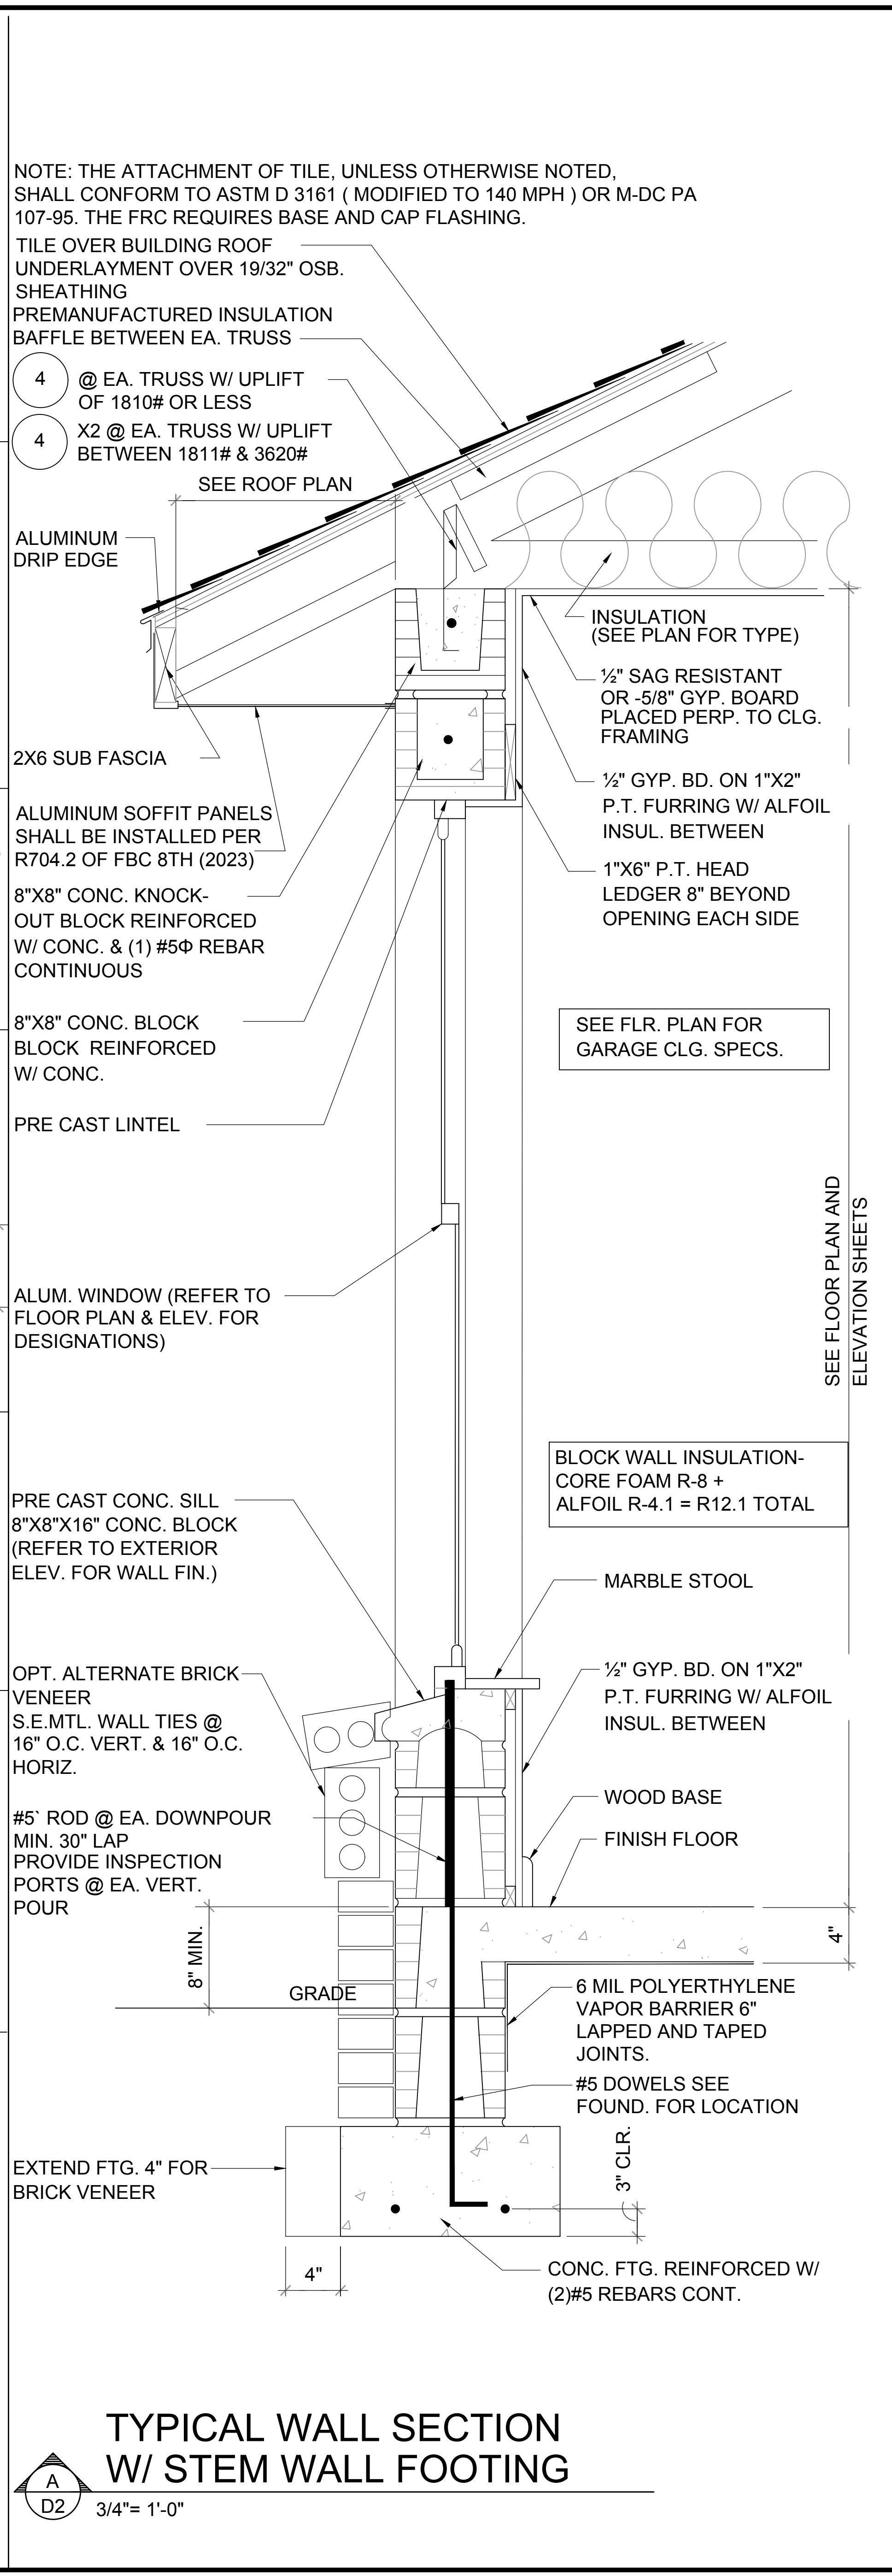 NOTE: THE ATTACHMENT OF TILE, UNLESS OTHERWISE NOTED,
SHALL CONFORM TO ASTM D 3161 ( MODIFIED TO 140 MPH ) OR M-DC PA
107-95. THE FRC REQUIRES BASE AND CAP FLASHING.
TILE OVER BUILDING ROOF
UNDERLAYMENT OVER 19/32" OSB.
SHEATHING
PREMANUFACTURED INSULATION
BAFFLE BETWEEN EA. TRUSS
4
@ EA. TRUSS W/ UPLIFT
OF 1810# OR LESS
4
X2 @ EA. TRUSS W/ UPLIFT
BETWEEN 1811# & 3620#
SEE ROOF PLAN
ALUMINUM
DRIP EDGE
2X6 SUB FASCIA
ALUMINUM SOFFIT PANELS
SHALL BE INSTALLED PER
R704.2 OF FBC 8TH (2023)
8"X8" CONC. KNOCK-
OUT BLOCK REINFORCED
W/ CONC. & (1) #5Φ REBAR
CONTINUOUS
8"X8" CONC. BLOCK
BLOCK REINFORCED
W/ CONC.
PRE CAST LINTEL
ALUM. WINDOW (REFER TO
FLOOR PLAN & ELEV. FOR
DESIGNATIONS)
PRE CAST CONC. SILL
8"X8"X16" CONC. BLOCK
(REFER TO EXTERIOR
ELEV. FOR WALL FIN.)
OPT. ALTERNATE BRICK
VENEER
S.E.MTL. WALL TIES @
16" O.C. VERT. & 16" O.C.
HORIZ.
#5` ROD @ EA. DOWNPOUR
MIN. 30" LAP
PROVIDE INSPECTION
PORTS @ EA. VERT.
POUR
8" MIN.
GRADE
EXTEND FTG. 4" FOR
BRICK VENEER
4"
INSULATION
(SEE PLAN FOR TYPE)
½" SAG RESISTANT
OR -5/8" GYP. BOARD
PLACED PERP. TO CLG.
FRAMING
½" GYP. BD. ON 1"X2"
P.T. FURRING W/ ALFOIL
INSUL. BETWEEN
1"X6" P.T. HEAD
LEDGER 8" BEYOND
OPENING EACH SIDE
SEE FLR. PLAN FOR
GARAGE CLG. SPECS.
SEE FLOOR PLAN AND
ELEVATION SHEETS
BLOCK WALL INSULATION-
CORE FOAM R-8 +
ALFOIL R-4.1 = R12.1 TOTAL
MARBLE STOOL
½" GYP. BD. ON 1"X2"
P.T. FURRING W/ ALFOIL
INSUL. BETWEEN
WOOD BASE
FINISH FLOOR
4"
6 MIL POLYERTHYLENE
VAPOR BARRIER 6"
LAPPED AND TAPED
JOINTS.
#5 DOWELS SEE
FOUND. FOR LOCATION
3" CLR.
CONC. FTG. REINFORCED W/
(2)#5 REBARS CONT.
TYPICAL WALL SECTION
W/ STEM WALL FOOTING
A
D2
3/4"= 1'-0"